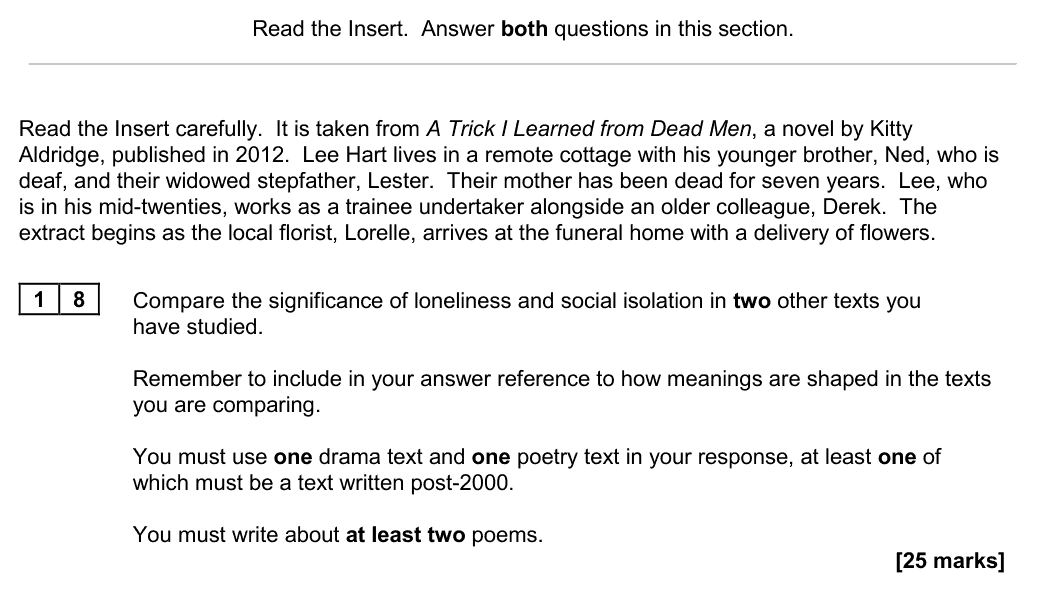 Read the Insert.  Answer both questions in this section.
Read the Insert carefully.  It is taken from A Trick I Learned from Dead Men, a novel by Kitty
Aldridge, published in 2012.  Lee Hart lives in a remote cottage with his younger brother, Ned, who is
deaf, and their widowed stepfather, Lester.  Their mother has been dead for seven years.  Lee, who
is in his mid-twenties, works as a trainee undertaker alongside an older colleague, Derek.  The
extract begins as the local florist, Lorelle, arrives at the funeral home with a delivery of flowers.
1 8 Compare the significance of loneliness and social isolation in two other texts you
have studied.
Remember to include in your answer reference to how meanings are shaped in the texts
you are comparing.
You must use one drama text and one poetry text in your response, at least one of
which must be a text written post-2000.
You must write about at least two poems.
[25 marks]